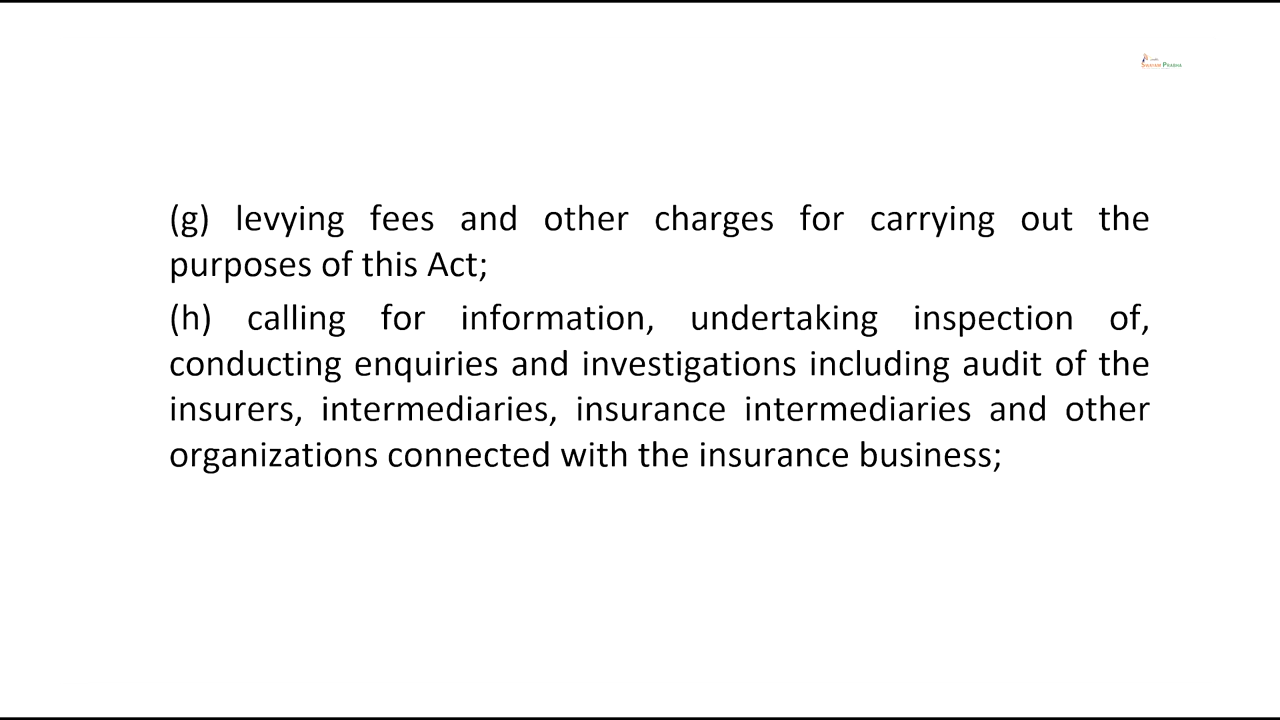 SWAYAM PRABHA
(g) levying fees and other charges for carrying out the
purposes of this Act;
(h) calling for information, undertaking inspection of,
conducting enquiries and investigations including audit of the
insurers, intermediaries, insurance intermediaries and other
organizations connected with the insurance business;